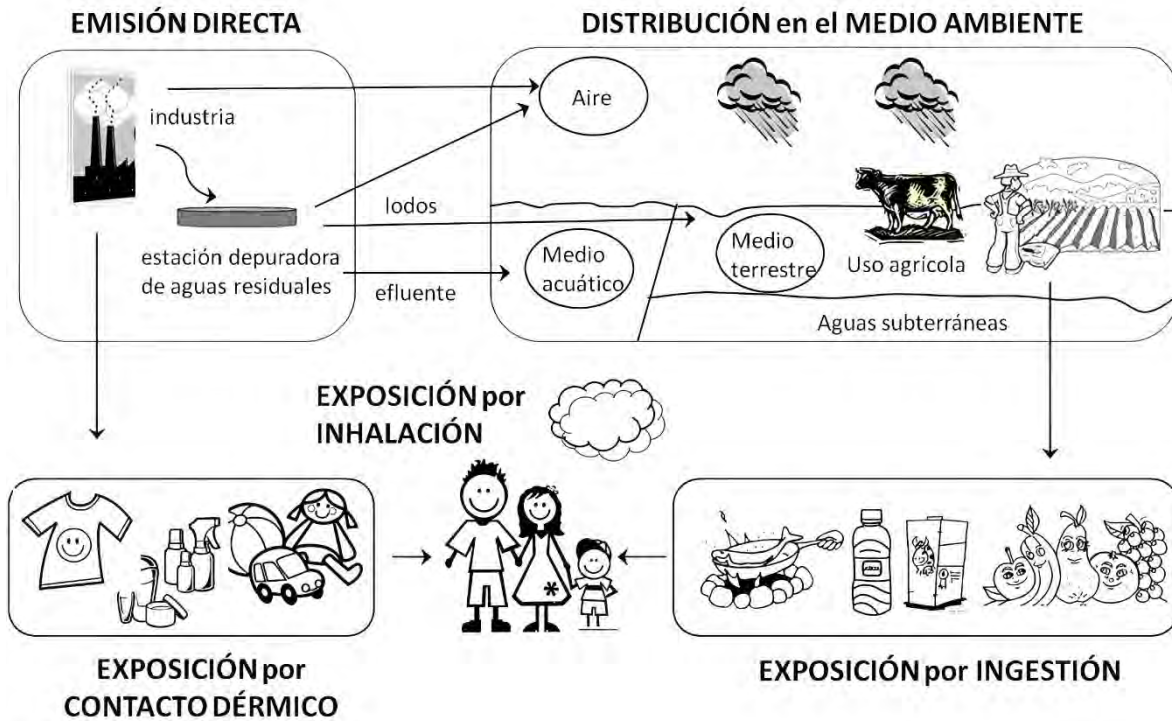 EMISIÓN DIRECTA
DISTRIBUCIÓN en el MEDIO AMBIENTE
industria
estación depuradora
de aguas residuales
lodos
efluente
Aire
Medio
acuático
Medio
terrestre
Uso agrícola
Aguas subterráneas
EXPOSICIÓN por
INHALACIÓN
EXPOSICIÓN por
CONTACTO DÉRMICO
EXPOSICIÓN por INGESTIÓN